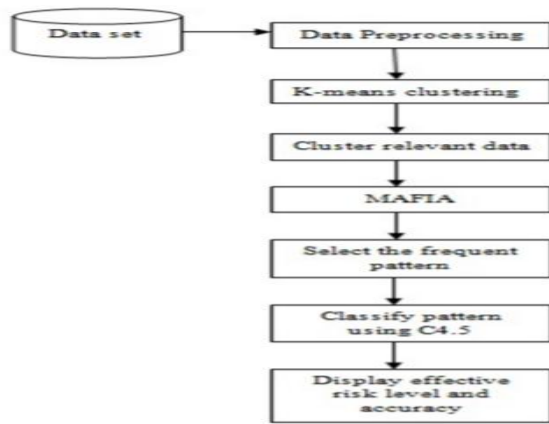 Data set
Data Preprocessing
K-means clustering
Cluster relevant data
MAFIA
Select the frequent
pattern
Classify pattern
using C4.5
Display effective
risk level and
accuracy